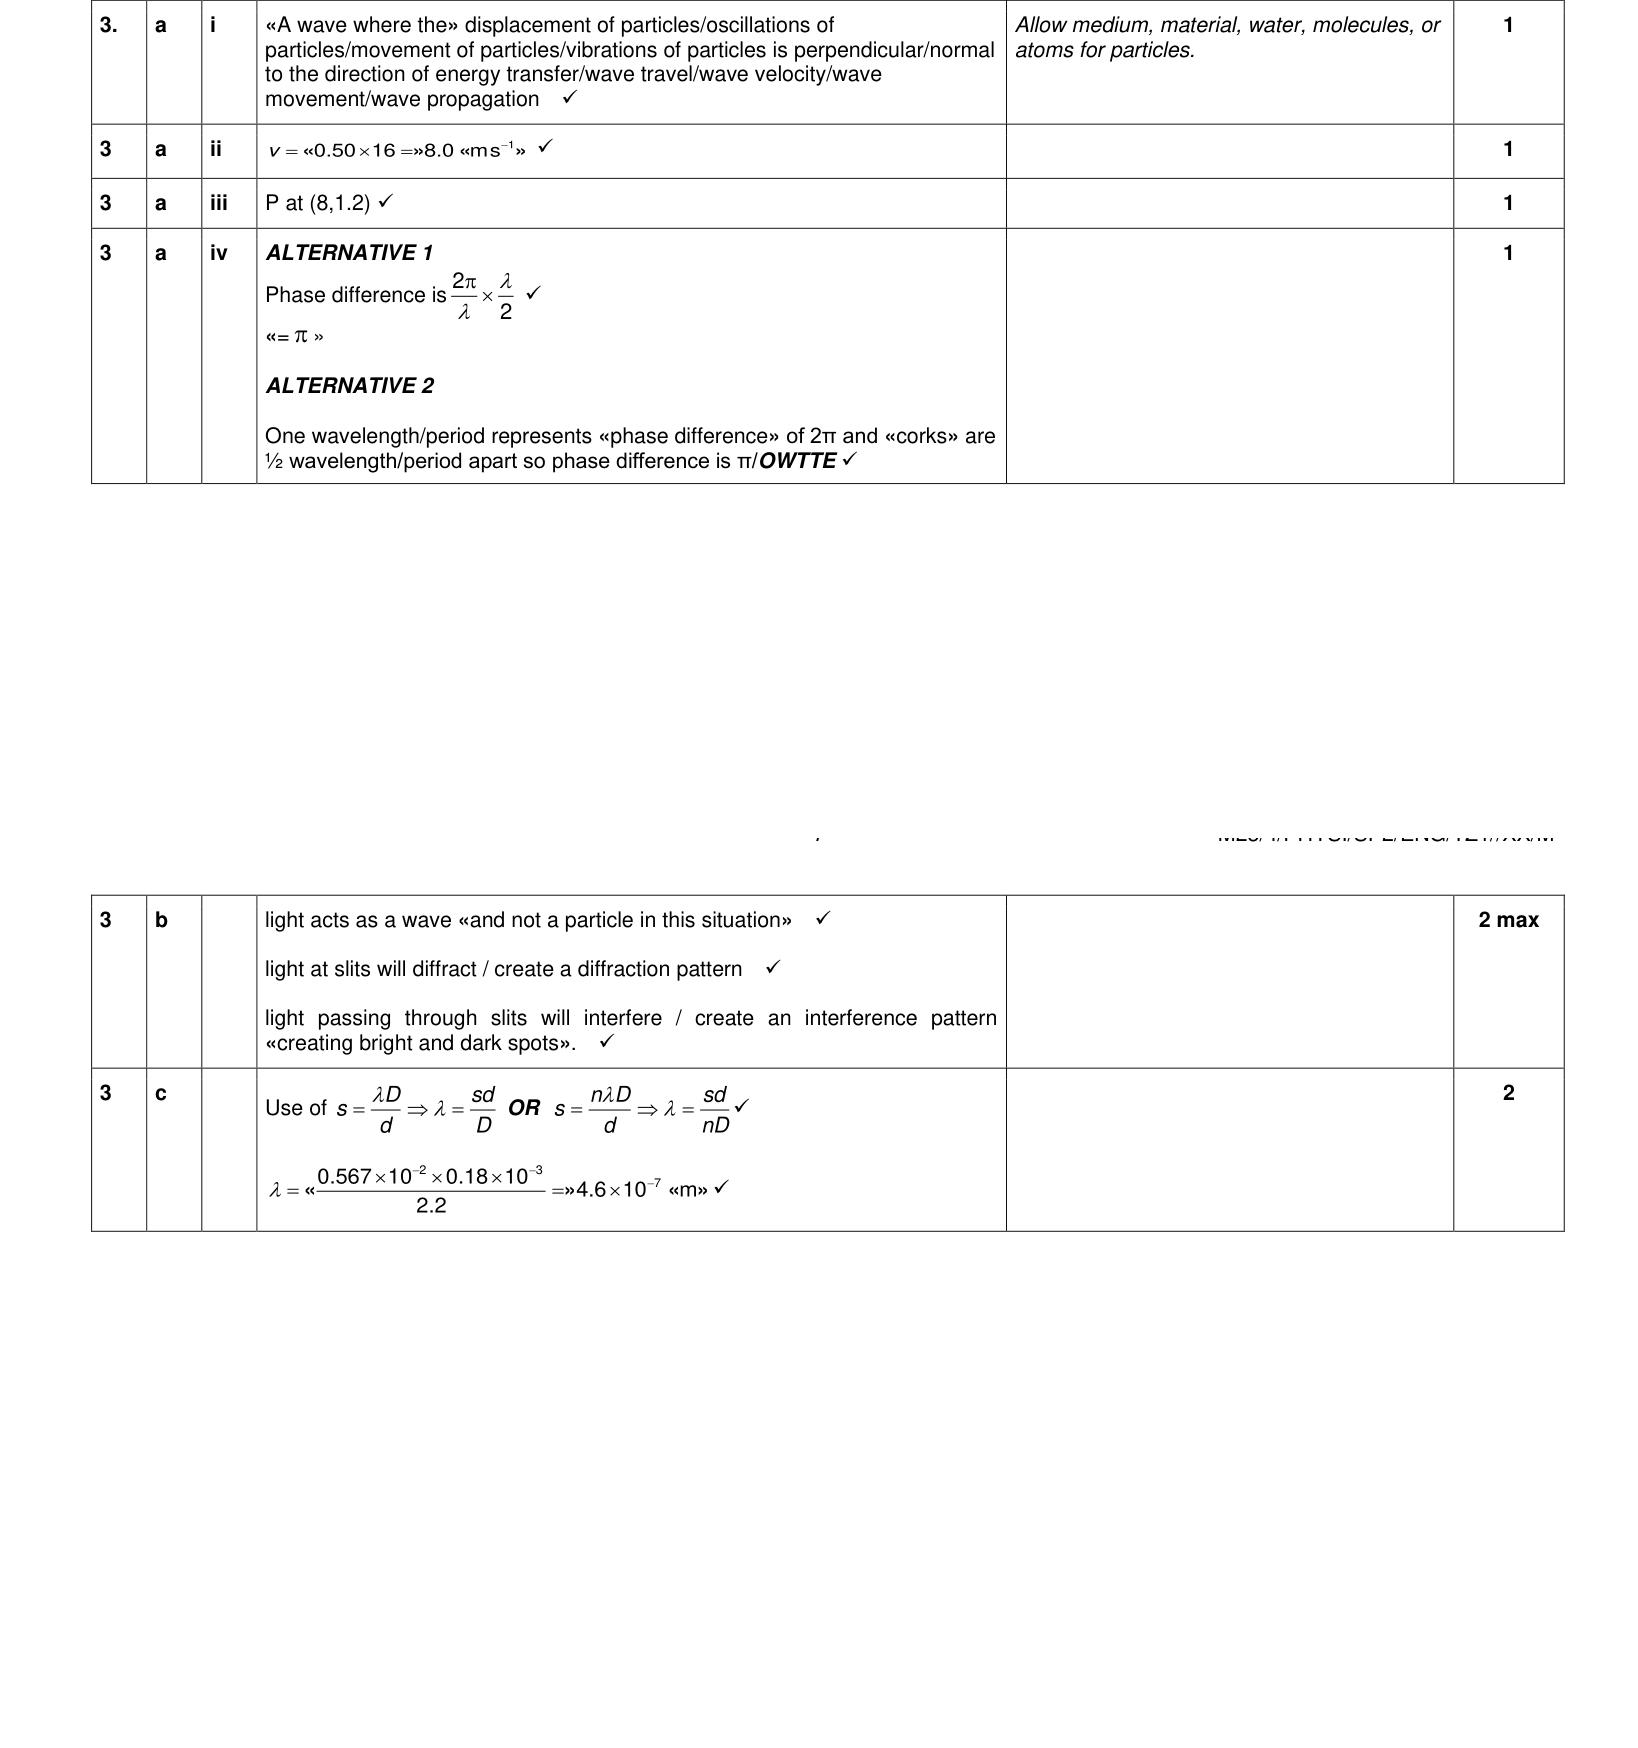 3. a i «A wave where the» displacement of particles/oscillations of Allow medium, material, water, molecules, or 1
particles/movement of particles/vibrations of particles is perpendicular/normal atoms for particles.
to the direction of energy transfer/wave travel/wave velocity/wave
movement/wave propagation ✓
3 a ii v = «0.50×16 =»8.0 «ms⁻¹» ✓ 1
3 a iii P at (8,1.2) ✓ 1
3 a iv ALTERNATIVE 1 1
Phase difference is 2π/λ × λ/2 ✓
«= π »
ALTERNATIVE 2
One wavelength/period represents «phase difference» of 2π and «corks» are
½ wavelength/period apart so phase difference is π/OWTTE ✓
3 b light acts as a wave «and not a particle in this situation» ✓ 2 max
light at slits will diffract / create a diffraction pattern ✓
light passing through slits will interfere / create an interference pattern
«creating bright and dark spots». ✓
3 c Use of s = λD/d ⇒ λ = sd/D OR s = nλD/d ⇒ λ = sd/nD ✓ 2
λ = «0.567×10⁻²×0.18×10⁻³/2.2 =»4.6×10⁻⁷ «m» ✓